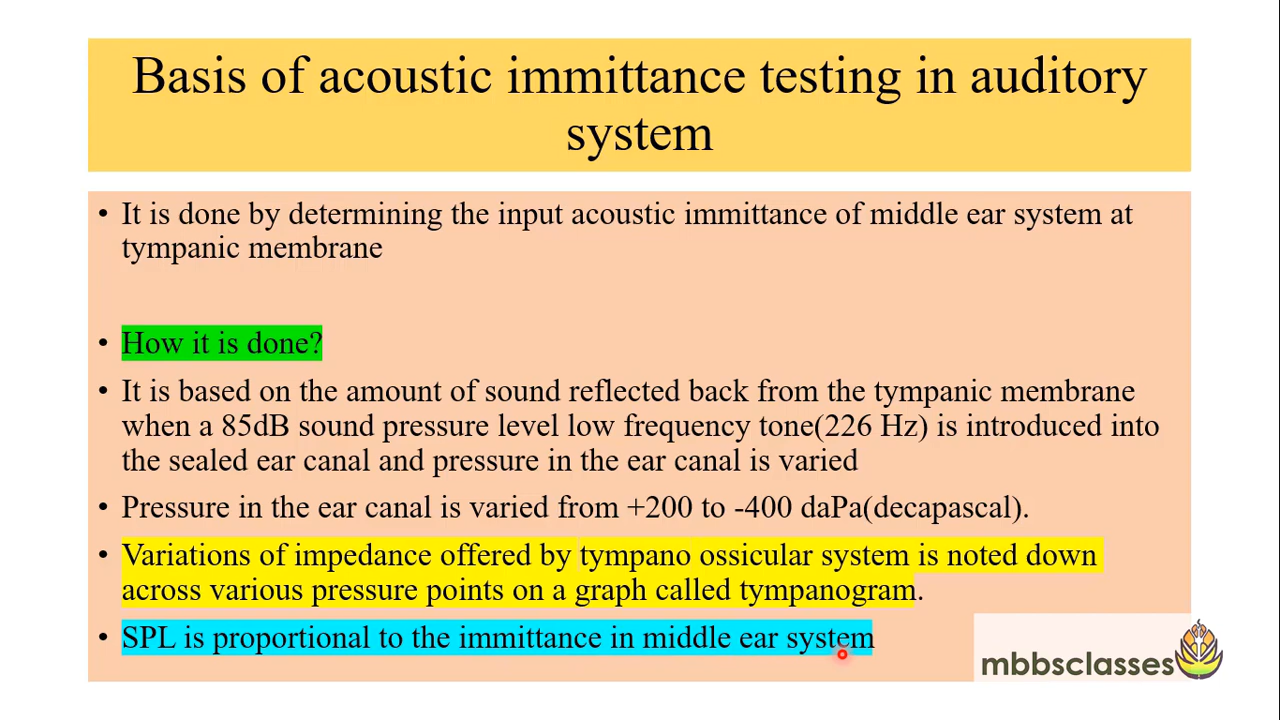 Basis of acoustic immittance testing in auditory
system
• It is done by determining the input acoustic immittance of middle ear system at
tympanic membrane
• How it is done?
• It is based on the amount of sound reflected back from the tympanic membrane
when a 85dB sound pressure level low frequency tone(226 Hz) is introduced into
the sealed ear canal and pressure in the ear canal is varied
• Pressure in the ear canal is varied from +200 to -400 daPa(decapascal).
• Variations of impedance offered by tympano ossicular system is noted down
across various pressure points on a graph called tympanogram.
• SPL is proportional to the immittance in middle ear system
mbbsclasses